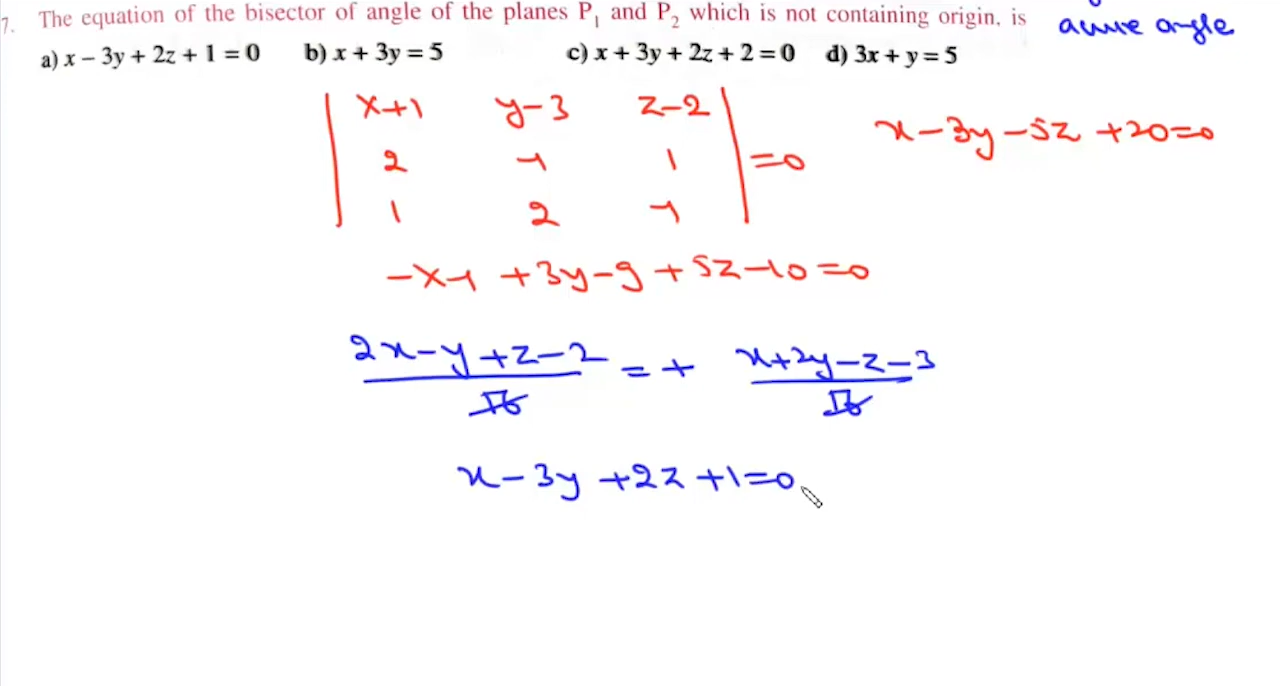 7. The equation of the bisector of angle of the planes P₁ and P₂ which is not containing origin, is
acute angle
a) x – 3y + 2z + 1 = 0 b) x + 3y = 5 c) x + 3y + 2z + 2 = 0 d) 3x + y = 5
| x+1 y-3 z-2 |
x-3y-5z+20=0
| 2 -1 1 | =0
| 1 2 -1 |
-x-1+3y-9+5z-10=0
2x-y+z-2 / √6 = + x+2y-z-3 / √6
x-3y+2z+1=0